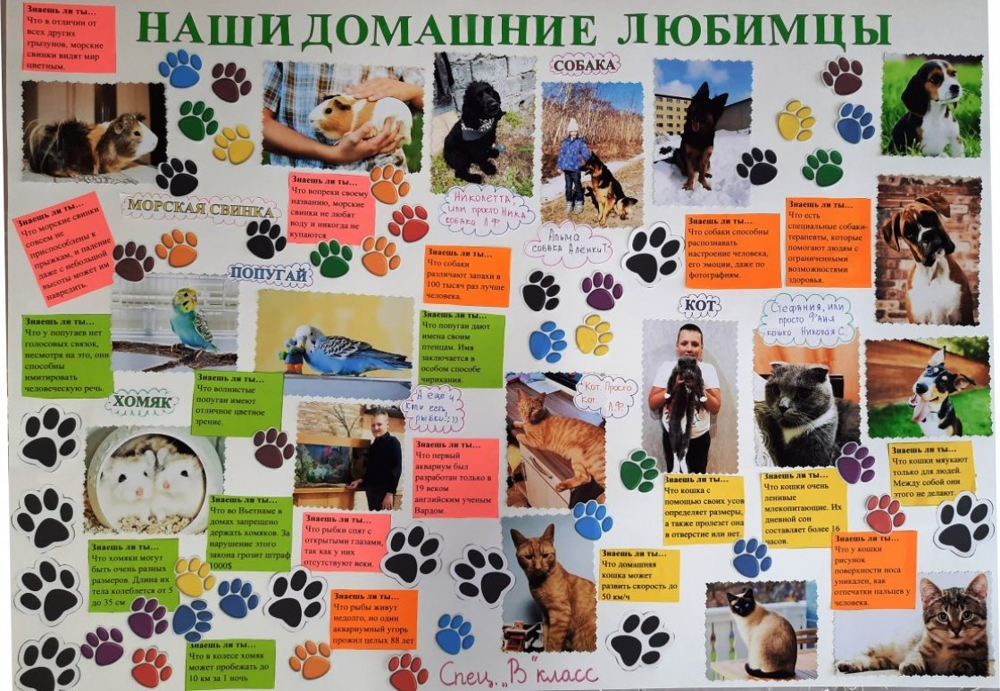 НАШИ ДОМАШНИЕ ЛЮБИМЦЫ
Знаешь ли ты...
Что в отличии от
всех других
грызунов, морские
свинки видят мир
цветным.
СОБАКА
Знаешь ли ты...
Что вопреки своему
названию, морские
свинки не любят
воду и никогда не
купаются
МОРСКАЯ СВИНКА
Знаешь ли ты...
Что морские свинки
совсем не
приспособлены к
прыжкам, и падение
даже с небольшой
высоты может им
навредить.
Николетта,
или просто Ника
собака Л.Ф.
Альма
собака Аленки Т.
Знаешь ли ты...
Что собаки способны
распознавать
настроение человека,
его эмоции, даже по
фотографиям.
Знаешь ли ты...
Что есть
специальные собаки-
терапевты, которые
помогают людям с
ограниченными
возможностями
здоровья.
Знаешь ли ты...
Что собаки
различают запахи в
100 тысяч раз лучше
человека.
ПОПУГАЙ
Знаешь ли ты...
Что у попугаев нет
голосовых связок,
несмотря на это, они
способны
имитировать
человеческую речь.
Знаешь ли ты...
Что попугаи дают
имена своим
птенцам. Имя
заключается в
особом способе
чирикания.
Знаешь ли ты...
Что волнистые
попугаи имеют
отличное цветное
зрение.
КОТ
Стефания, или
просто Фаня
кошка Николая С.
Кот. Просто
кот. Л.Ф.
ХОМЯК
А ещё у
кти есть
рыбки!:))
Знаешь ли ты...
Что первый
аквариум был
разработан только в
19 веком
английским ученым
Вардом.
Знаешь ли ты...
Что во Вьетнаме в
домах запрещено
держать хомяков. За
нарушение этого
закона грозит штраф
1000$
Знаешь ли ты...
Что рыбки спят с
открытыми глазами,
так как у них
отсутствуют веки.
Знаешь ли ты...
Что хомяки могут
быть очень разных
размеров. Длина их
тела колеблется от 5
до 35 см
Знаешь ли ты...
Что рыбы живут
недолго, но один
аквариумный угорь
прожил целых 88 лет
Знаешь ли ты...
Что в колесе хомяк
может пробежать до
10 км за 1 ночь
Знаешь ли ты...
Что кошка с
помощью своих усов
определяет размеры,
а также пролезет она
в отверстие или нет.
Знаешь ли ты...
Что кошки очень
ленивые
млекопитающие. Их
дневной сон
составляет более 16
часов.
Знаешь ли ты...
Что кошки мяукают
только для людей.
Между собой они
этого не делают.
Знаешь ли ты...
Что домашняя
кошка может
развить скорость до
50 км/ч
Знаешь ли ты...
Что у кошки
рисунок
поверхности носа
уникален, как
отпечатки пальцев у
человека.
Спец. „В" класс